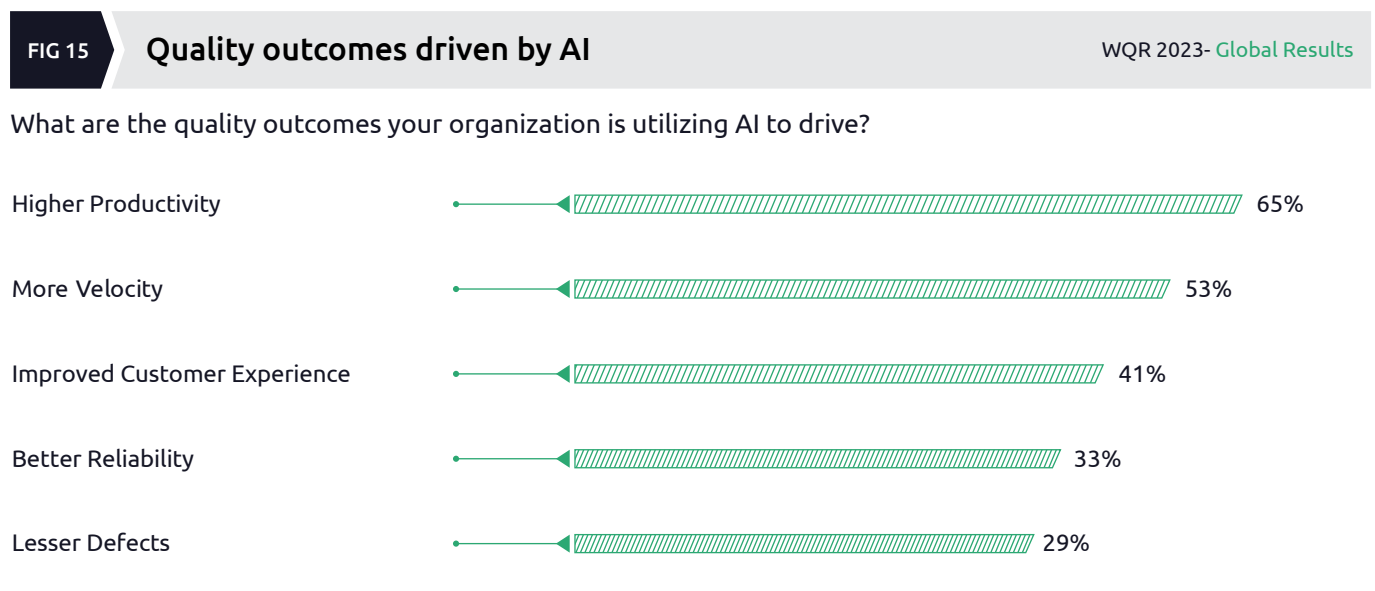 FIG 15
Quality outcomes driven by AI
WQR 2023- Global Results
What are the quality outcomes your organization is utilizing AI to drive?
Higher Productivity 65%
More Velocity 53%
Improved Customer Experience 41%
Better Reliability 33%
Lesser Defects 29%